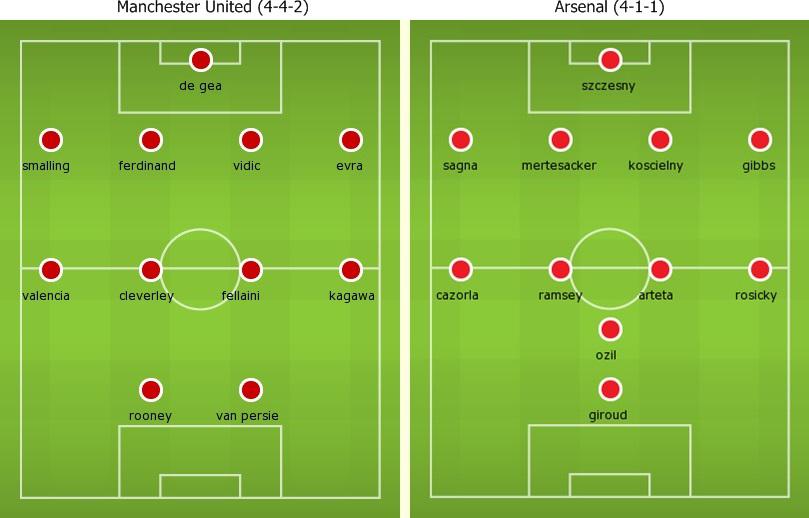 Manchester United (4-4-2)
de gea
smalling ferdinand vidic evra
valencia cleverley fellaini kagawa
rooney van persie
Arsenal (4-1-1)
szczesny
sagna mertesacker koscielny gibbs
cazorla ramsey arteta rosicky
ozil
giroud